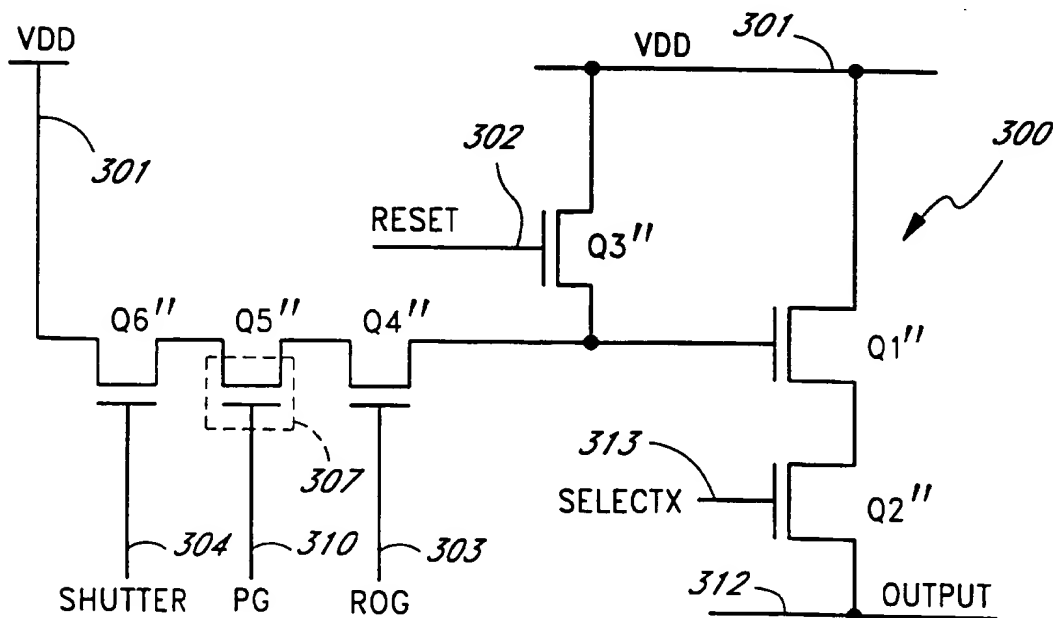 VDD
301
VDD
301
302
300
RESET
Q3"
Q6"
Q5"
Q4"
Q1"
307
313
SELECTX
Q2"
304
310
303
SHUTTER
PG
ROG
312
OUTPUT